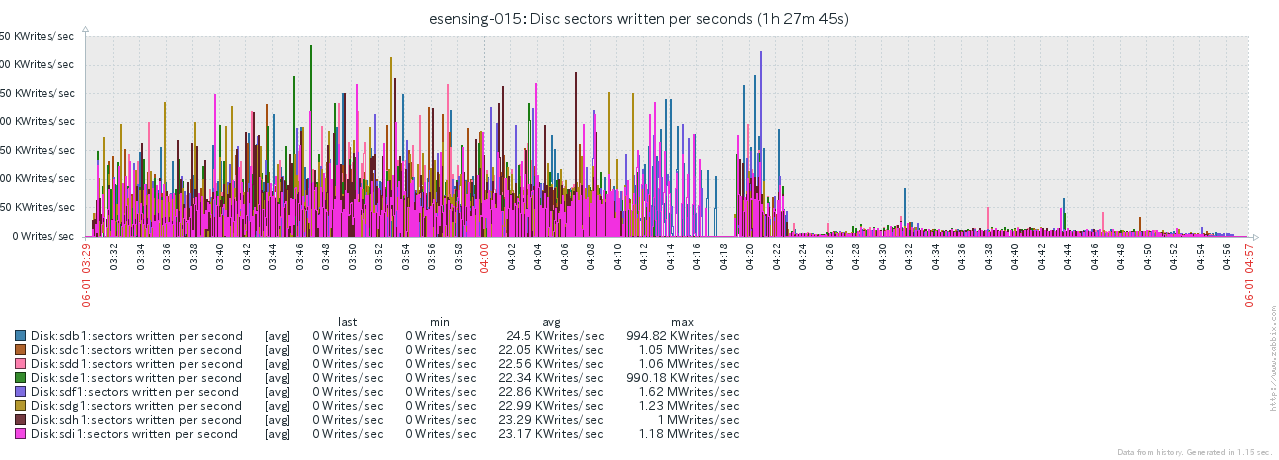 esensing-015: Disc sectors written per seconds (1h 27m 45s)
50 KWrites/sec
00 KWrites/sec
50 KWrites/sec
00 KWrites/sec
50 KWrites/sec
00 KWrites/sec
50 KWrites/sec
0 Writes/sec
06-01 03:29 03:32 03:34 03:36 03:38 03:40 03:42 03:44 03:46 03:48 03:50 03:52 03:54 03:56 03:58 04:00 04:02 04:04 04:06 04:08 04:10 04:12 04:14 04:16 04:18 04:20 04:22 04:24 04:26 04:28 04:30 04:32 04:34 04:36 04:38 04:40 04:42 04:44 04:46 04:48 04:50 04:52 04:54 04:56 06-01 04:57
last min avg max
Disk:sdb1:sectors written per second [avg] 0 Writes/sec 0 Writes/sec 24.5 KWrites/sec 994.82 KWrites/sec
Disk:sdc1:sectors written per second [avg] 0 Writes/sec 0 Writes/sec 22.05 KWrites/sec 1.05 MWrites/sec
Disk:sdd1:sectors written per second [avg] 0 Writes/sec 0 Writes/sec 22.56 KWrites/sec 1.06 MWrites/sec
Disk:sde1:sectors written per second [avg] 0 Writes/sec 0 Writes/sec 22.34 KWrites/sec 990.18 KWrites/sec
Disk:sdf1:sectors written per second [avg] 0 Writes/sec 0 Writes/sec 22.86 KWrites/sec 1.62 MWrites/sec
Disk:sdg1:sectors written per second [avg] 0 Writes/sec 0 Writes/sec 22.99 KWrites/sec 1.23 MWrites/sec
Disk:sdh1:sectors written per second [avg] 0 Writes/sec 0 Writes/sec 23.29 KWrites/sec 1 MWrites/sec
Disk:sdi1:sectors written per second [avg] 0 Writes/sec 0 Writes/sec 23.17 KWrites/sec 1.18 MWrites/sec
http://www.zabbix.com
Data from history. Generated in 1.15 sec.